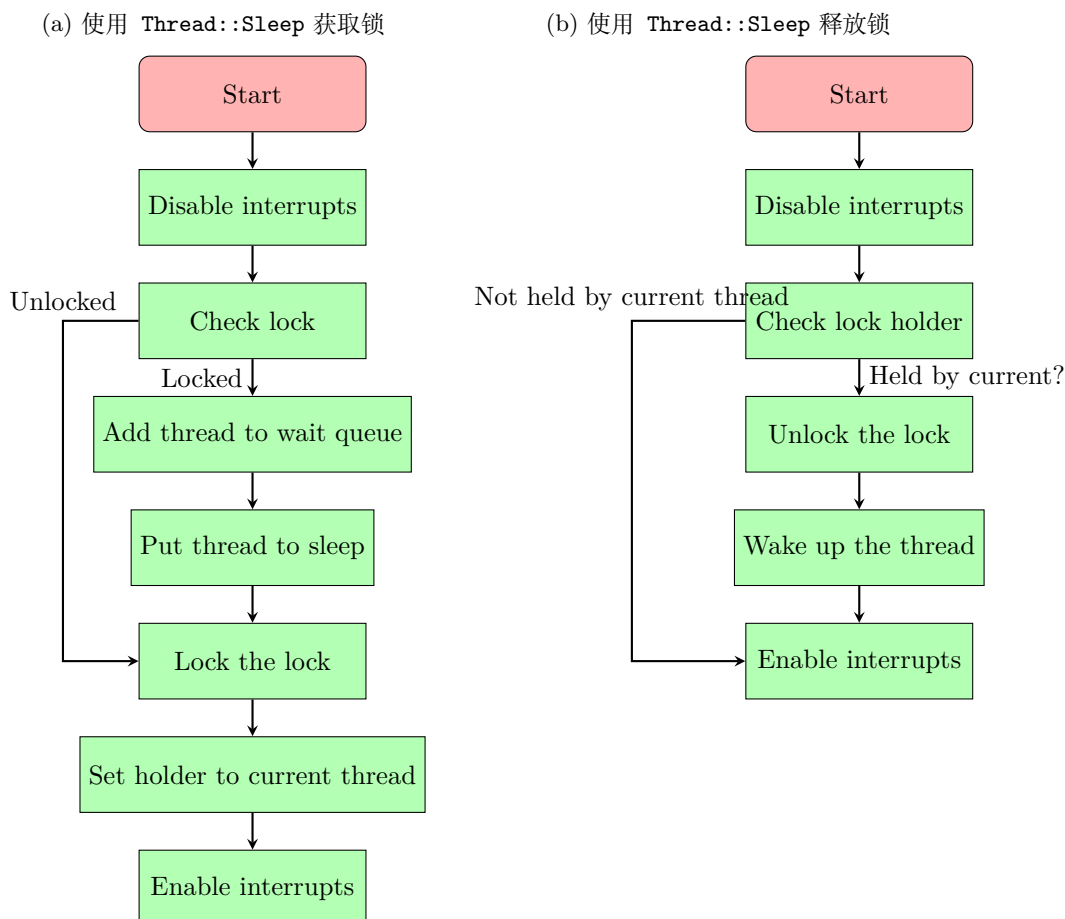 (a) 使用 Thread::Sleep 获取锁
Start
Disable interrupts
Unlocked
Check lock
Locked
Add thread to wait queue
Put thread to sleep
Lock the lock
Set holder to current thread
Enable interrupts
(b) 使用 Thread::Sleep 释放锁
Start
Disable interrupts
Not held by current thread
Check lock holder
Held by current?
Unlock the lock
Wake up the thread
Enable interrupts